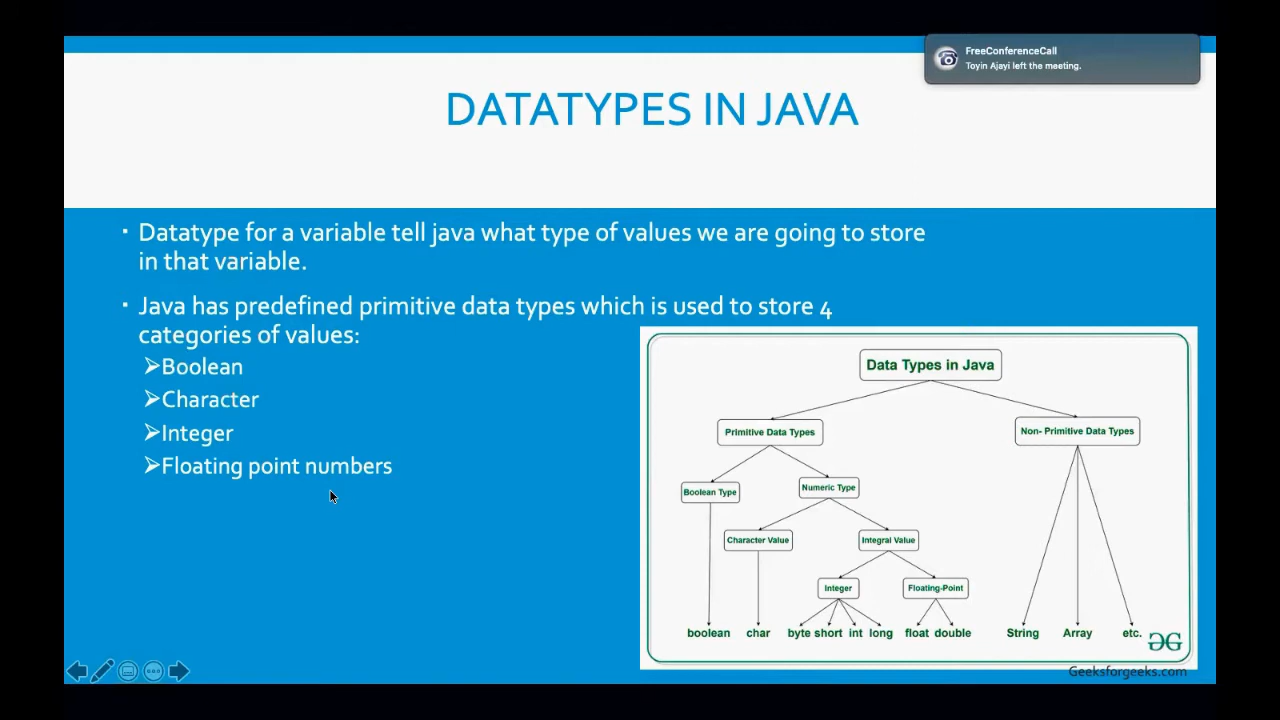 FreeConferenceCall
Toyin Ajayi left the meeting.
DATATYPES IN JAVA
Datatype for a variable tell java what type of values we are going to store
in that variable.
Java has predefined primitive data types which is used to store 4
categories of values:
Boolean
Character
Integer
Floating point numbers
Data Types in Java
Primitive Data Types
Non- Primitive Data Types
Boolean Type
Numeric Type
Character Value
Integral Value
Integer
Floating-Point
boolean char byte short int long float double String Array etc.
Geeksforgeeks.com